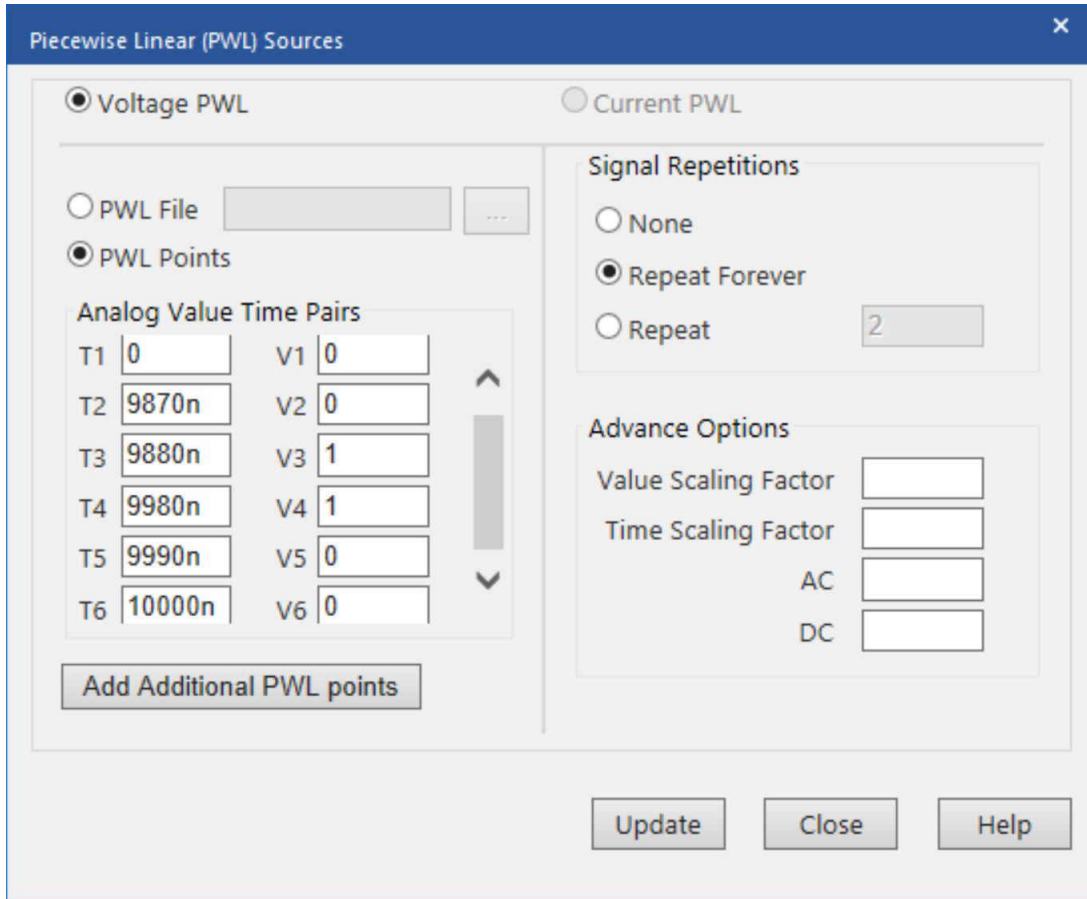 Piecewise Linear (PWL) Sources ×
Voltage PWL
Current PWL
PWL File ...
PWL Points
Analog Value Time Pairs
T1 0 V1 0
T2 9870n V2 0
T3 9880n V3 1
T4 9980n V4 1
T5 9990n V5 0
T6 10000n V6 0
Add Additional PWL points
Signal Repetitions
None
Repeat Forever
Repeat 2
Advance Options
Value Scaling Factor
Time Scaling Factor
AC
DC
Update Close Help